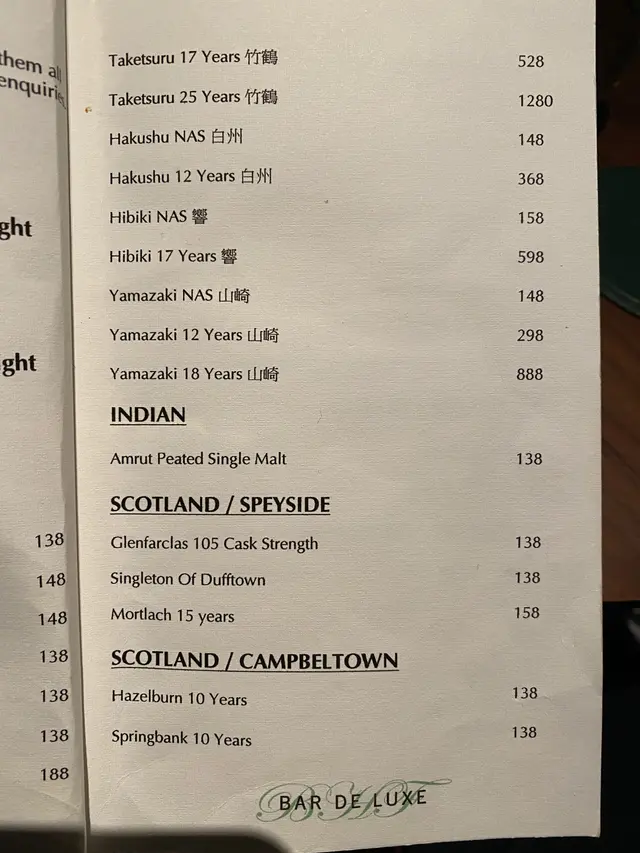 them all
enquiri
ght
ght
138
148
148
138
138
138
188
Taketsuru 17 Years 竹鶴 528
Taketsuru 25 Years 竹鶴 1280
Hakushu NAS 白州 148
Hakushu 12 Years 白州 368
Hibiki NAS 響 158
Hibiki 17 Years 響 598
Yamazaki NAS 山崎 148
Yamazaki 12 Years 山崎 298
Yamazaki 18 Years 山崎 888
INDIAN
Amrut Peated Single Malt 138
SCOTLAND / SPEYSIDE
Glenfarclas 105 Cask Strength 138
Singleton Of Dufftown 138
Mortlach 15 years 158
SCOTLAND / CAMPBELTOWN
Hazelburn 10 Years 138
Springbank 10 Years 138
BHT
BAR DE LUXE